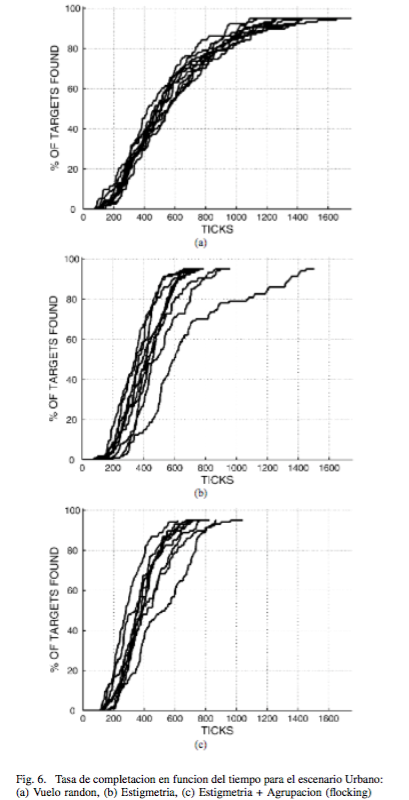 100
80
60
40
20
0
% OF TARGETS FOUND
0 200 400 600 800 1000 1200 1400 1600
TICKS
(a)
100
80
60
40
20
0
% OF TARGETS FOUND
0 200 400 600 800 1000 1200 1400 1600
TICKS
(b)
100
80
60
40
20
0
% OF TARGETS FOUND
0 200 400 600 800 1000 1200 1400 1600
TICKS
(c)
Fig. 6. Tasa de completacion en funcion del tiempo para el escenario Urbano:
(a) Vuelo randon, (b) Estigmetria, (c) Estigmetria + Agrupacion (flocking)